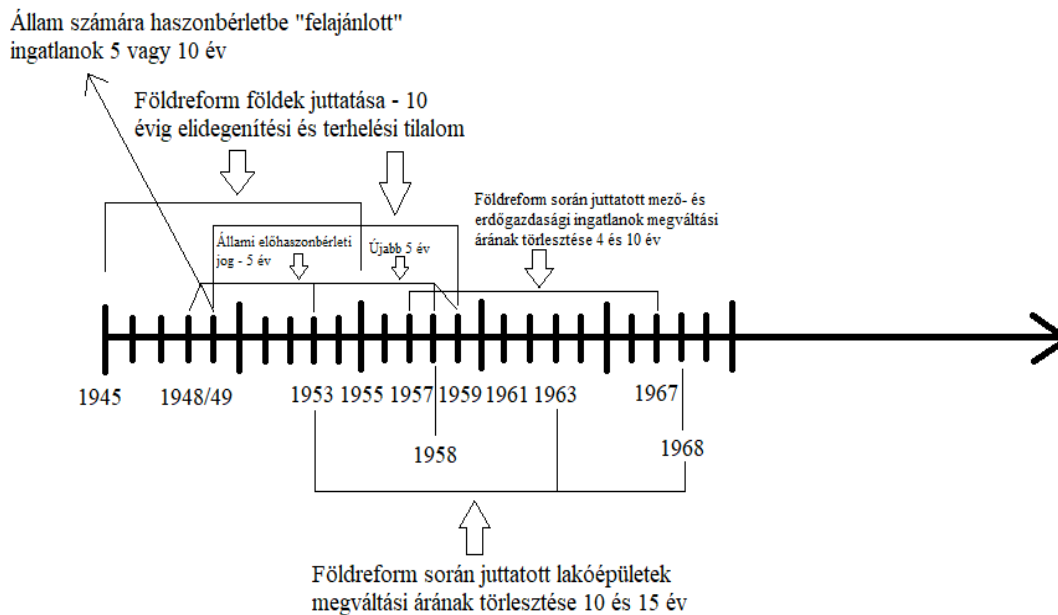 Állam számára haszonbérletbe "felajánlott"
ingatlanok 5 vagy 10 év
Földreform földek juttatása - 10
évig elidegenítési és terhelési tilalom
Földreform során juttatott mező- és
erdőgazdasági ingatlanok megváltási
árának törlesztése 4 és 10 év
Állami előhaszonbérleti
jog - 5 év
Újabb 5 év
1945
1948/49
1953
1955
1957
1959
1961
1963
1967
1958
1968
Földreform során juttatott lakóépületek
megváltási árának törlesztése 10 és 15 év